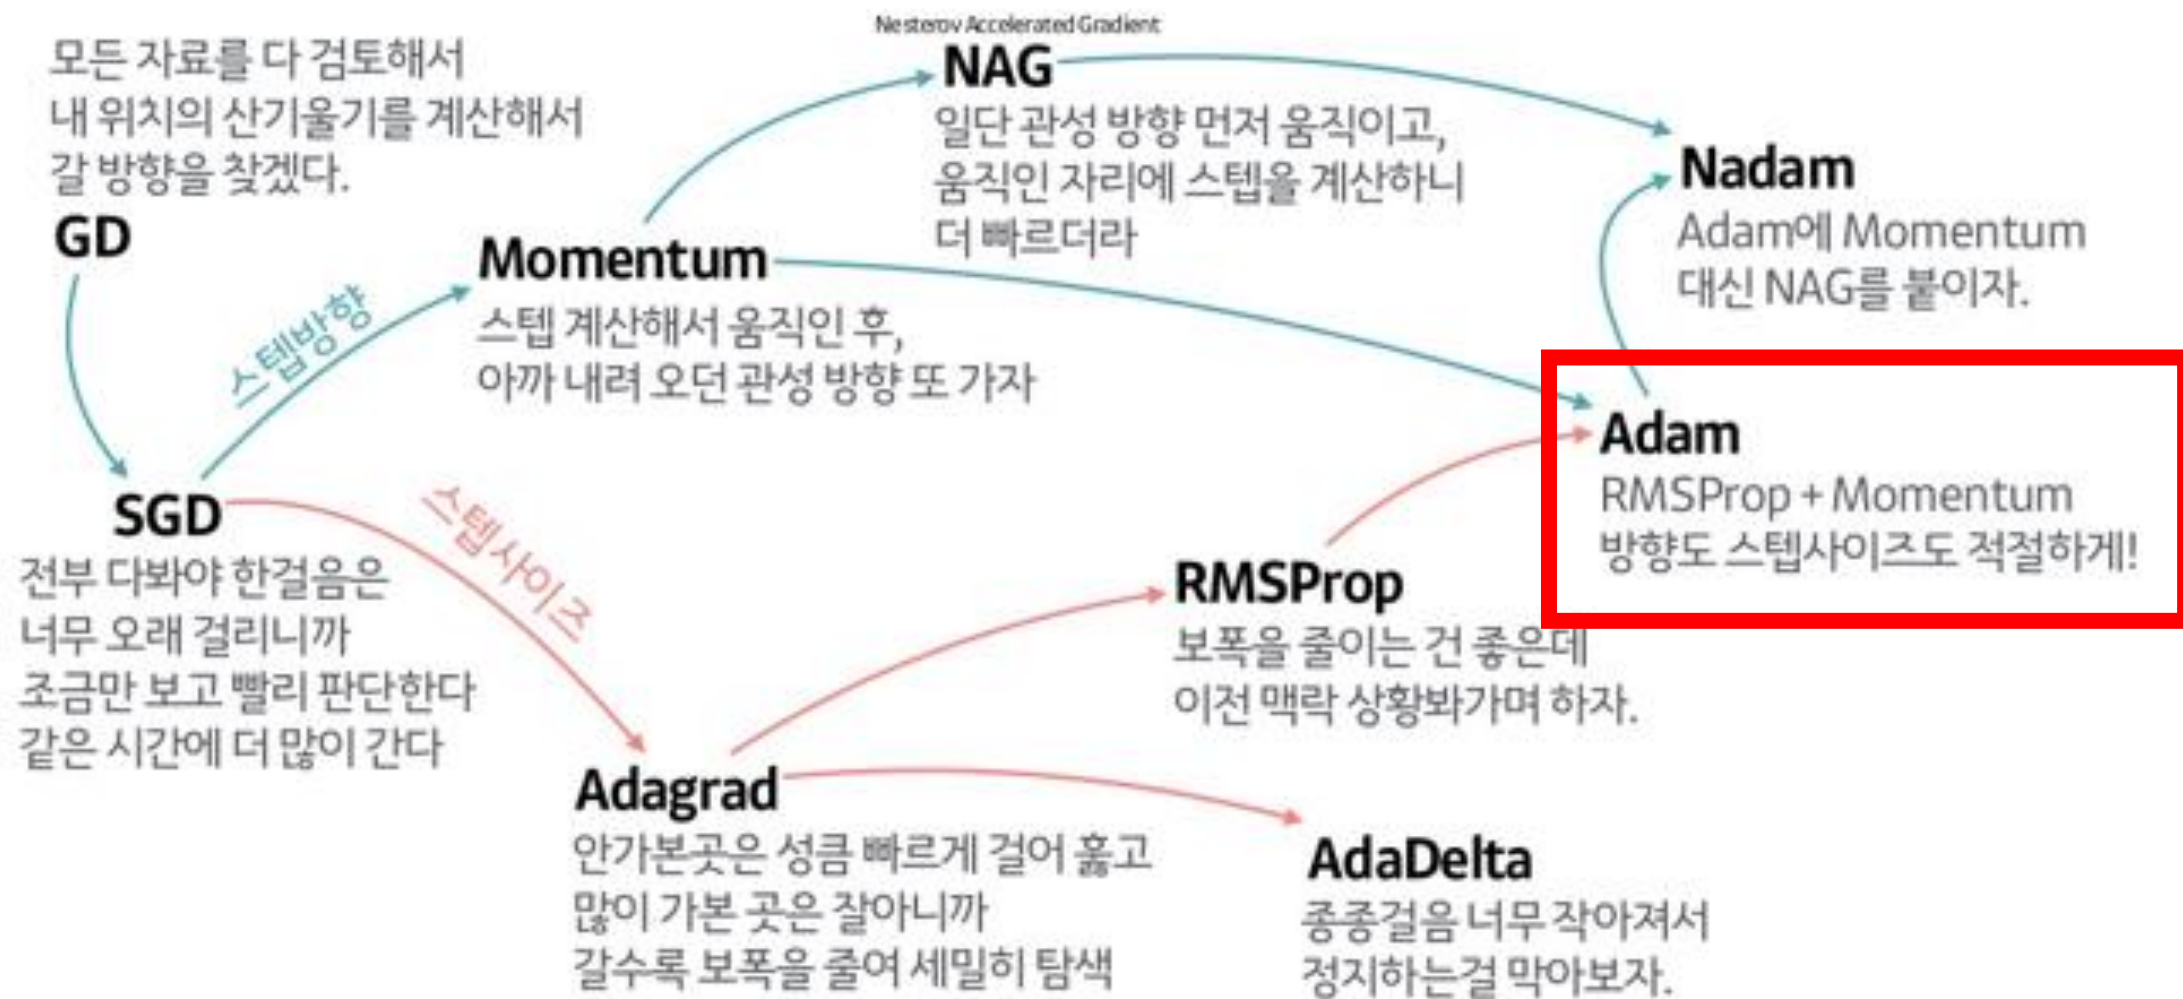 모든 자료를 다 검토해서
내 위치의 산기울기를 계산해서
갈 방향을 찾겠다.
GD
스텝방향
Momentum
스텝 계산해서 움직인 후,
아까 내려 오던 관성 방향 또 가자
Nesterov Accelerated Gradient
NAG
일단 관성 방향 먼저 움직이고,
움직인 자리에 스텝을 계산하니
더 빠르더라
Nadam
Adam에 Momentum
대신 NAG를 붙이자.
Adam
RMSProp + Momentum
방향도 스텝사이즈도 적절하게!
SGD
전부 다봐야 한걸음은
너무 오래 걸리니까
조금만 보고 빨리 판단한다
같은 시간에 더 많이 간다
스텝사이즈
RMSProp
보폭을 줄이는 건 좋은데
이전 맥락 상황봐가며 하자.
Adagrad
안가본곳은 성큼 빠르게 걸어 훑고
많이 가본 곳은 잘아니까
갈수록 보폭을 줄여 세밀히 탐색
AdaDelta
종종걸음 너무 작아져서
정지하는걸 막아보자.